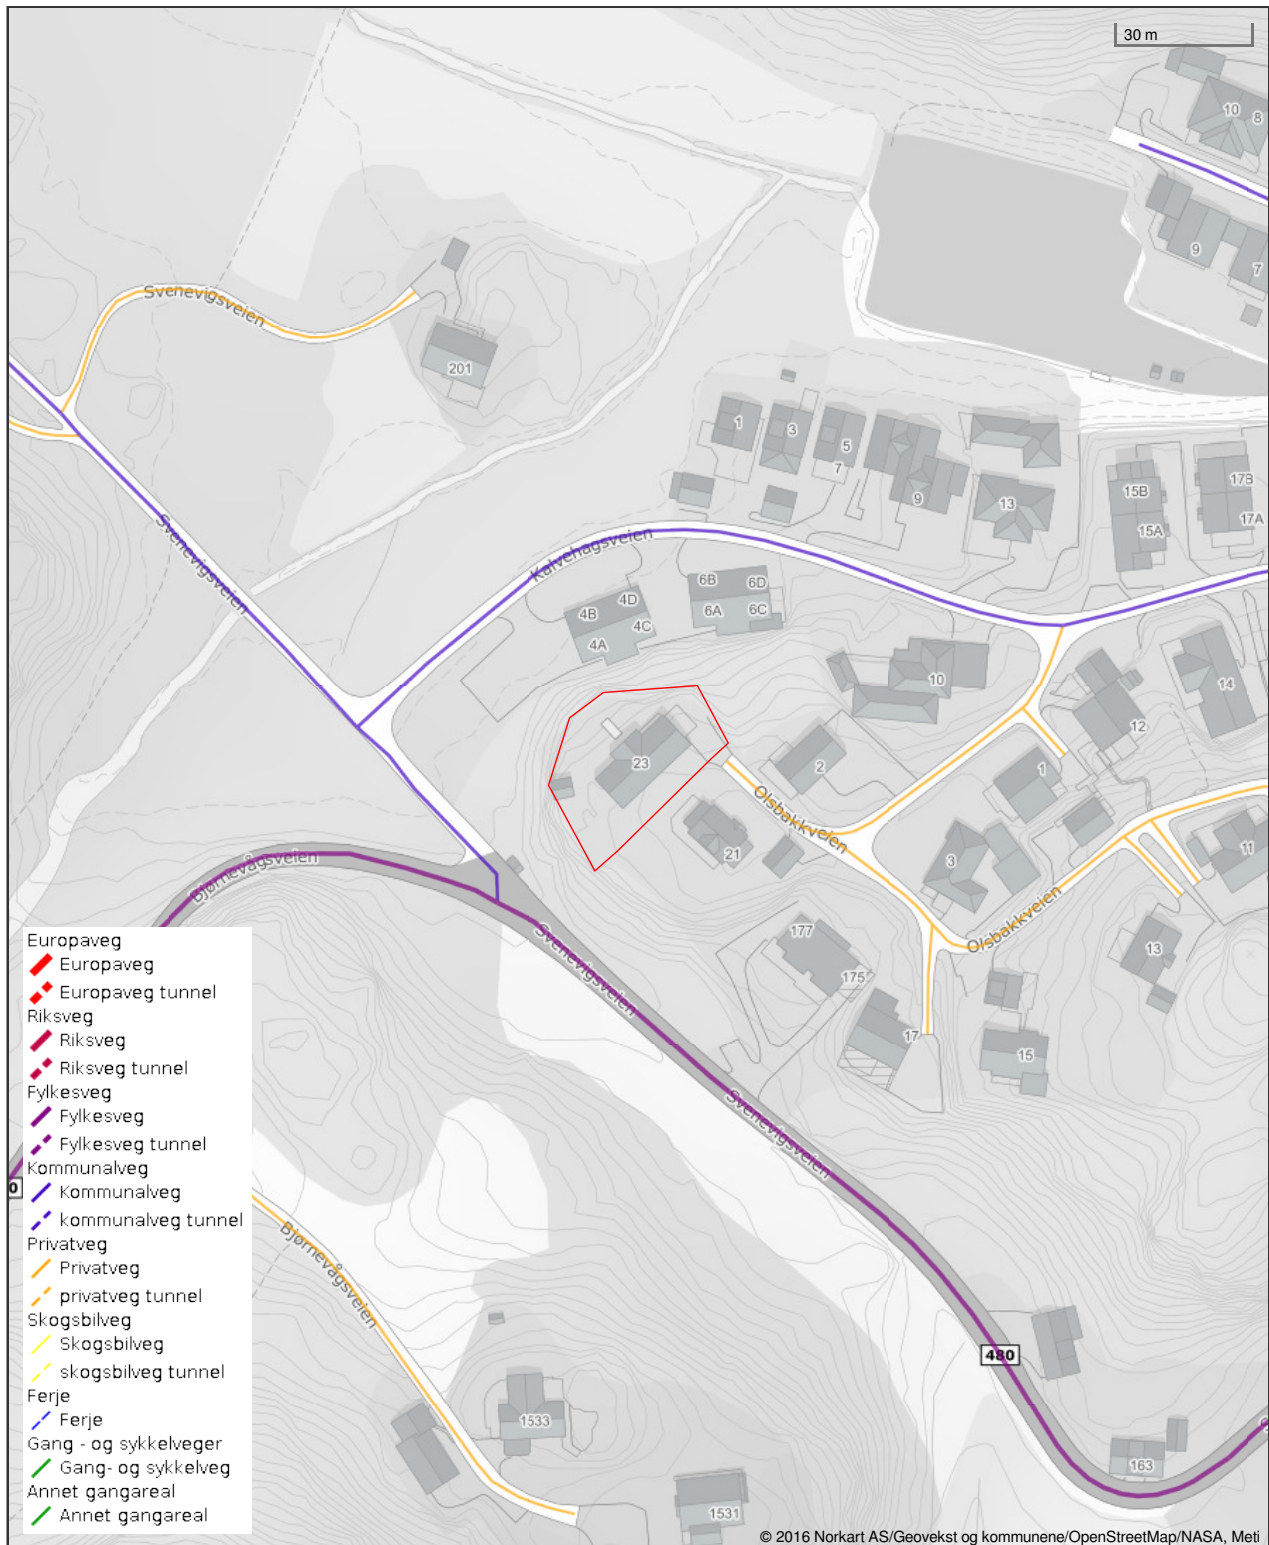 30 m
10
8
9
7
Svenevigsveien
201
1
3
5
7
9
13
15B
15A
17B
17A
Svenevigsveien
Kalvehagsveien
4B
4D
4C
4A
6B
6D
6A
6C
10
14
12
23
2
1
Olsbakkveien
21
3
11
Bjørnevågsveien
Svenevigsveien
177
175
Olsbakkveien
13
17
15
Svenevigsveien
0
Bjørnevågsveien
480
1533
163
1531
Europaveg
Europaveg
Europaveg tunnel
Riksveg
Riksveg
Riksveg tunnel
Fylkesveg
Fylkesveg
Fylkesveg tunnel
Kommunalveg
Kommunalveg
kommunalveg tunnel
Privatveg
Privatveg
privatveg tunnel
Skogsbilveg
Skogsbilveg
skogsbilveg tunnel
Ferje
Ferje
Gang - og sykkelveger
Gang- og sykkelveg
Annet gangareal
Annet gangareal
© 2016 Norkart AS/Geovekst og kommunene/OpenStreetMap/NASA, Meti